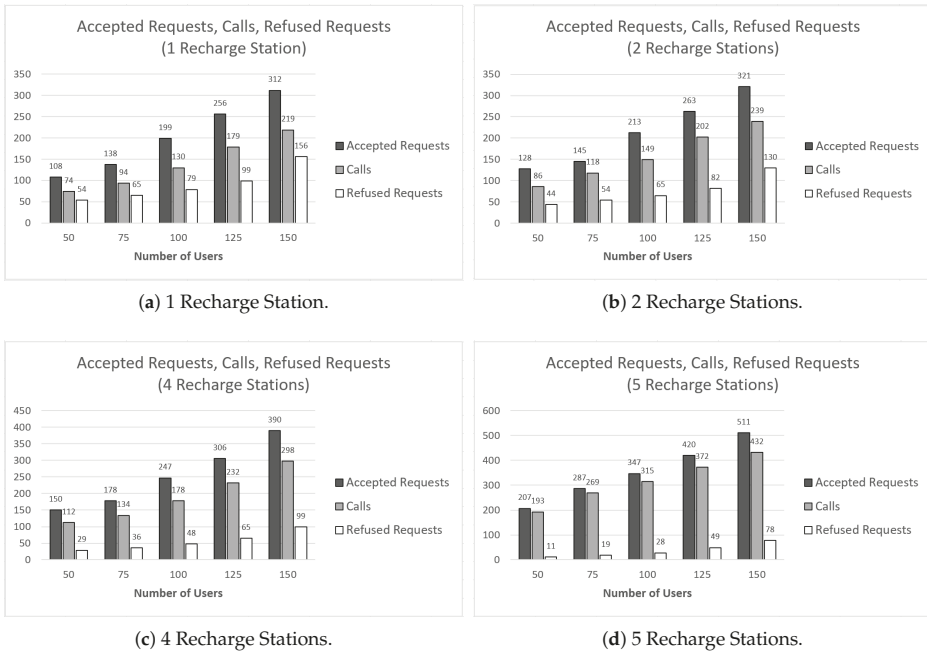 Accepted Requests, Calls, Refused Requests
(1 Recharge Station)
350
300
250
200
150
100
50
0
108
74
54
138
94
65
199
130
79
256
179
99
312
219
156
50 75 100 125 150
Number of Users
Accepted Requests
Calls
Refused Requests
(a) 1 Recharge Station.
Accepted Requests, Calls, Refused Requests
(2 Recharge Stations)
350
300
250
200
150
100
50
0
128
86
44
145
118
54
213
149
65
263
202
82
321
239
130
50 75 100 125 150
Number of Users
Accepted Requests
Calls
Refused Requests
(b) 2 Recharge Stations.
Accepted Requests, Calls, Refused Requests
(4 Recharge Stations)
450
400
350
300
250
200
150
100
50
0
150
112
29
178
134
36
247
178
48
306
232
65
390
298
99
50 75 100 125 150
Number of Users
Accepted Requests
Calls
Refused Requests
(c) 4 Recharge Stations.
Accepted Requests, Calls, Refused Requests
(5 Recharge Stations)
600
500
400
300
200
100
0
207
193
11
287
269
19
347
315
28
420
372
49
511
432
78
50 75 100 125 150
Number of Users
Accepted Requests
Calls
Refused Requests
(d) 5 Recharge Stations.